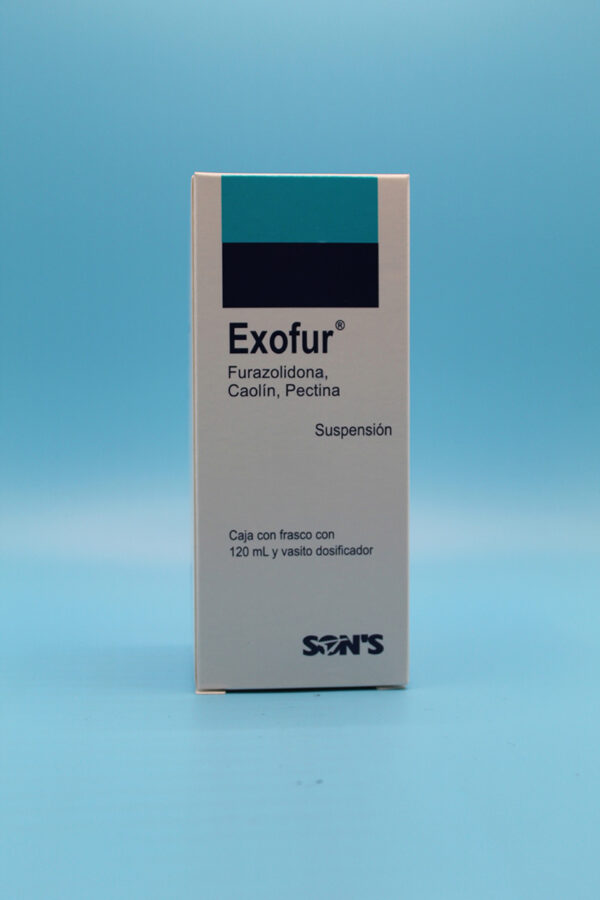 Exofur®
Furazolidona,
Caolín, Pectina
Suspensión
Caja con frasco con
120 mL y vasito dosificador
SON'S